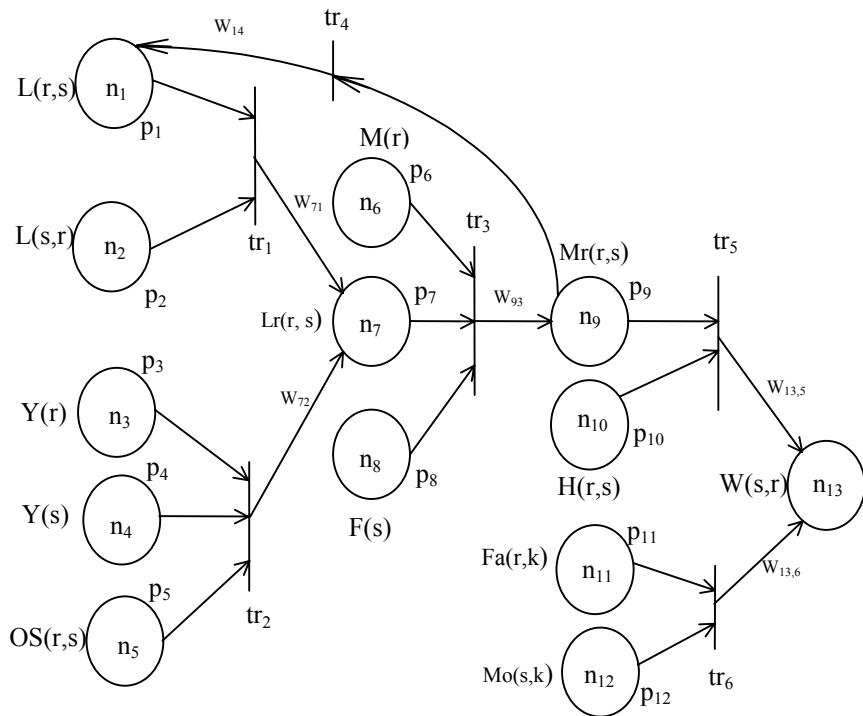 W14
tr4
L(r,s)
n1
p1
M(r)
p6
n6
L(s,r)
n2
p2
tr1
W71
tr3
Mr(r,s)
tr5
Lr(r, s)
n7
p7
W93
n9
p9
Y(r)
p3
n3
W72
W13,5
n10
p10
H(r,s)
Y(s)
p4
n4
n8
p8
F(s)
W(s,r)
n13
p5
OS(r,s)
n5
tr2
Fa(r,k)
p11
n11
W13,6
Mo(s,k)
n12
p12
tr6